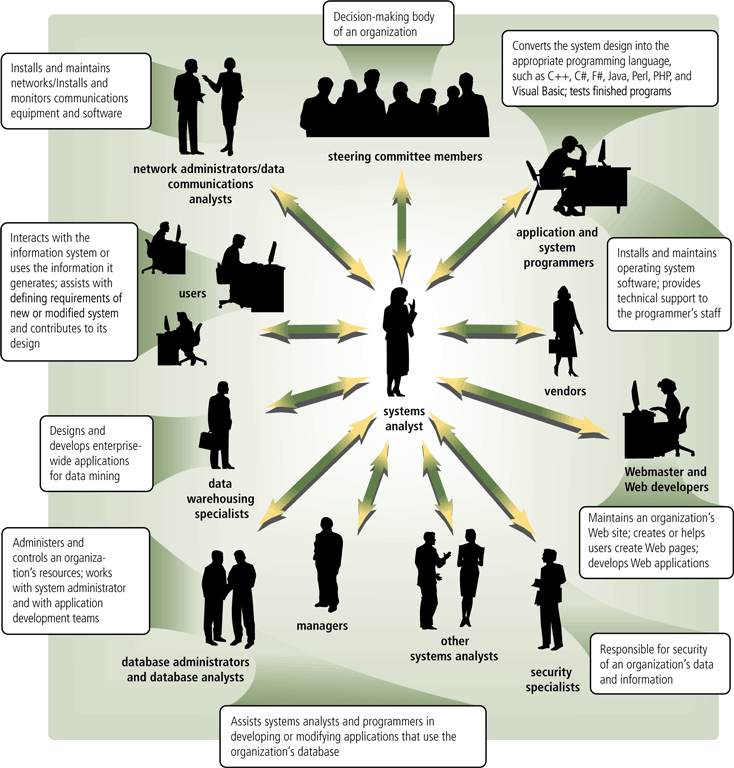 Decision-making body
of an organization
Installs and maintains
networks/Installs and
monitors communications
equipment and software
Converts the system design into the
appropriate programming language,
such as C++, C#, F#, Java, Perl, PHP, and
Visual Basic; tests finished programs
steering committee members
network administrators/data
communications
analysts
application and
system
programmers
Interacts with the
information system or
uses the information it
generates; assists with
defining requirements of
new or modified system
and contributes to its
design
users
Installs and maintains
operating system
software; provides
technical support to
the programmer's staff
vendors
systems
analyst
Designs and
develops enterprise-
wide applications
for data mining
data
warehousing
specialists
Webmaster and
Web developers
Maintains an organization's
Web site; creates or helps
users create Web pages;
develops Web applications
Administers and
controls an organiza-
tion's resources; works
with system administrator
and with application
development teams
managers
other
systems analysts
database administrators
and database analysts
security
specialists
Responsible for security
of an organization's data
and information
Assists systems analysts and programmers in
developing or modifying applications that use the
organization's database